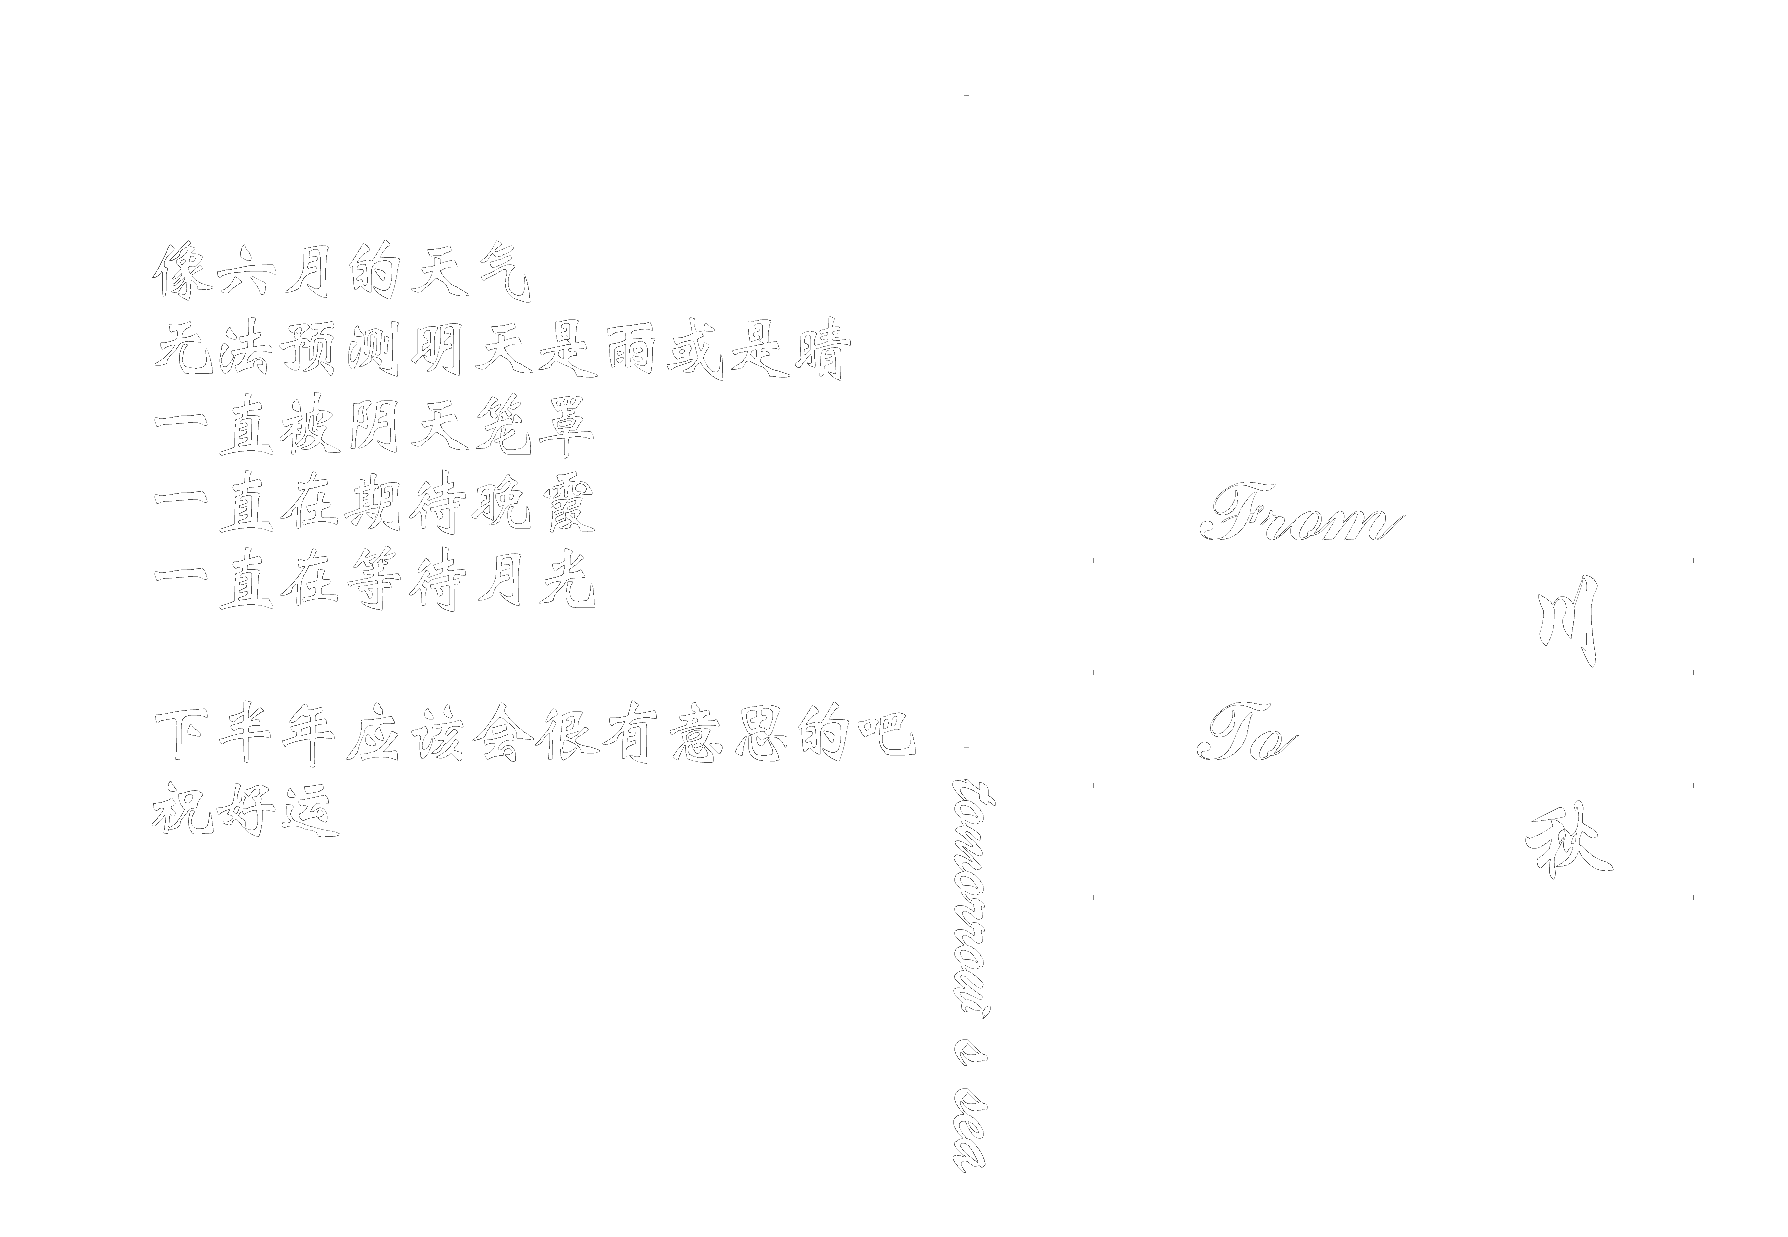 像六月的天气
无法预测明天是雨或是晴
一直被阴天笼罩
一直在期待晚霞
一直在等待月光
下半年应该会很有意思的吧
祝好运
tomorrow' s sea
From
川
To
秋